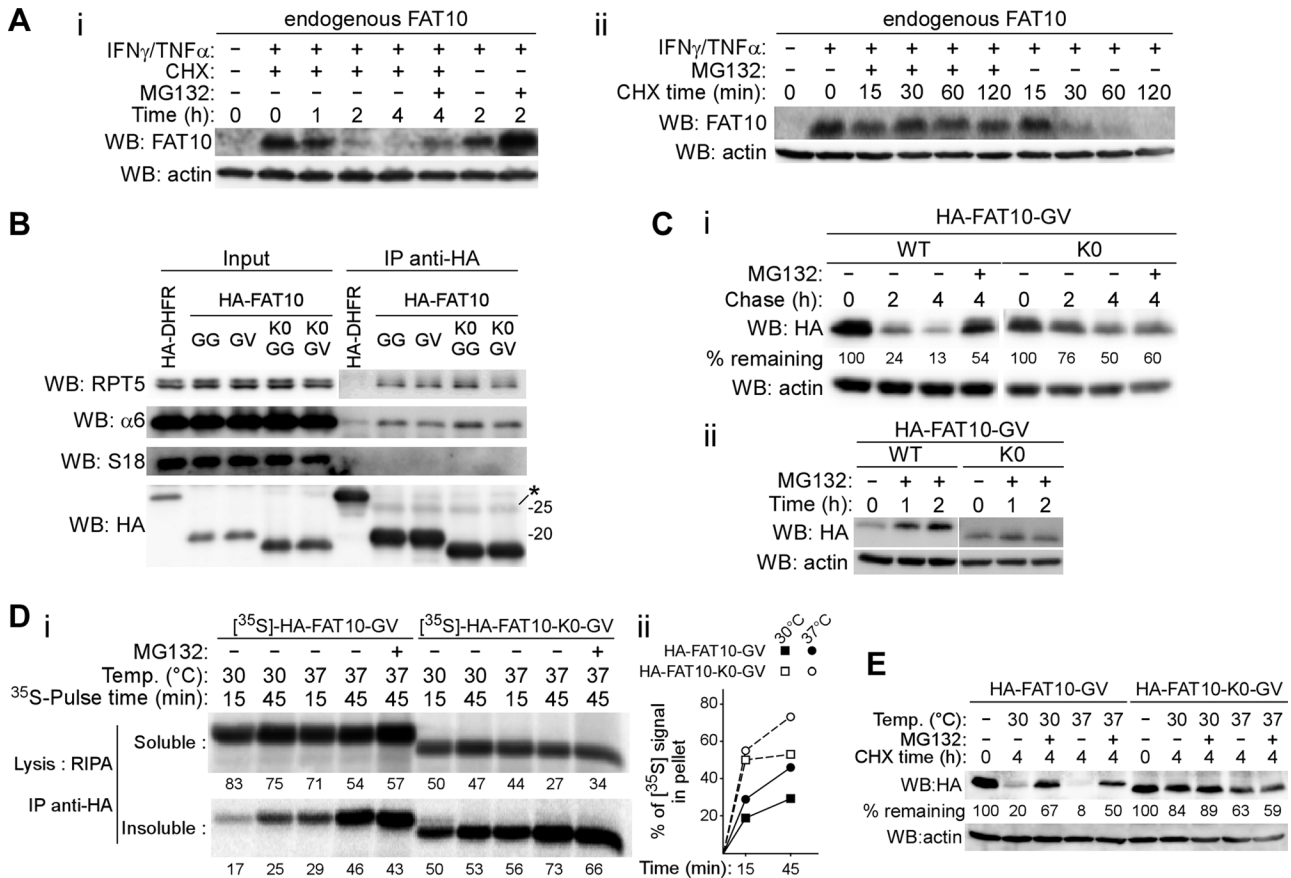 A
i
endogenous FAT10
IFNγ/TNFα: – + + + + + + +
CHX: – + + + + + – –
MG132: – – – – – + – +
Time (h): 0 0 1 2 4 4 2 2
WB: FAT10
WB: actin
ii
endogenous FAT10
IFNγ/TNFα: – + + + + + + + + +
MG132: – – + + + + – – – –
CHX time (min): 0 0 15 30 60 120 15 30 60 120
WB: FAT10
WB: actin
B
Input IP anti-HA
HA-DHFR HA-FAT10 HA-DHFR HA-FAT10
GG GV K0 GG K0 GV GG GV K0 GG K0 GV
WB: RPT5
WB: α6
WB: S18
WB: HA
*
-25
-20
C
i
HA-FAT10-GV
WT K0
MG132: – – – + – – – +
Chase (h): 0 2 4 4 0 2 4 4
WB: HA
% remaining 100 24 13 54 100 76 50 60
WB: actin
ii
HA-FAT10-GV
WT K0
MG132: – + + – + +
Time (h): 0 1 2 0 1 2
WB: HA
WB: actin
D
i
[35S]-HA-FAT10-GV [35S]-HA-FAT10-K0-GV
MG132: – – – – + – – – – +
Temp. (°C): 30 30 37 37 37 30 30 37 37 37
35S-Pulse time (min): 15 45 15 45 45 15 45 15 45 45
Lysis : RIPA
IP anti-HA
Soluble :
83 75 71 54 57 50 47 44 27 34
Insoluble :
17 25 29 46 43 50 53 56 73 66
ii
30°C 37°C
HA-FAT10-GV ■ ●
HA-FAT10-K0-GV □ ○
% of [35S] signal in pellet
80
60
40
20
Time (min): 15 45
E
HA-FAT10-GV HA-FAT10-K0-GV
Temp. (°C): – 30 30 37 37 – 30 30 37 37
MG132: – – + – + – – + – +
CHX time (h): 0 4 4 4 4 0 4 4 4 4
WB:HA
% remaining 100 20 67 8 50 100 84 89 63 59
WB:actin